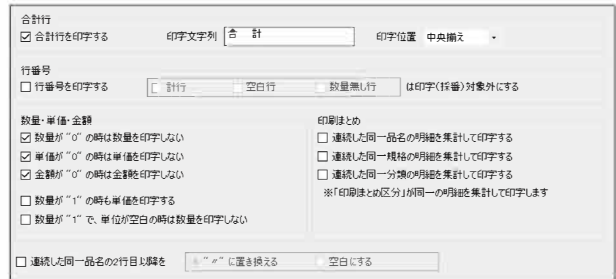 合計行
合計行を印字する 印字文字列 合　計 印字位置 中央揃え
行番号
行番号を印字する 計行 空白行 数量無し行 は印字(採番)対象外にする
数量・単価・金額
数量が "0" の時は数量を印字しない
単価が "0" の時は単価を印字しない
金額が "0" の時は金額を印字しない
数量が "1" の時も単価を印字する
数量が "1" で、単位が空白の時は数量を印字しない
印刷まとめ
連続した同一品名の明細を集計して印字する
連続した同一規格の明細を集計して印字する
連続した同一分類の明細を集計して印字する
※「印刷まとめ区分」が同一の明細を集計して印字します
連続した同一品名の2行目以降を "〃" に置き換える 空白にする